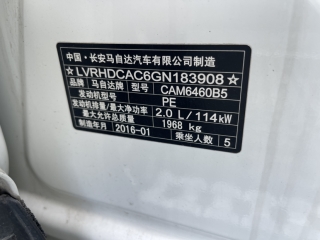 中国·长安马自达汽车有限公司制造
☆LVRHDCAC6GN183908☆
品牌 马自达牌 型号 CAM6460B5
发动机型号 PE
发动机排量/最大净功率 2.0 L/114kW
最大允许总质量 1968 kg
制造年月 2016-01 乘坐人数 5